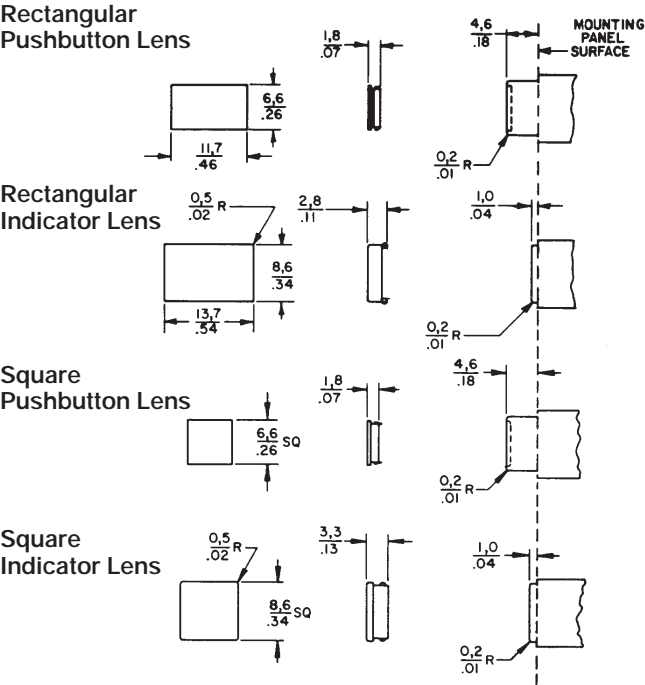 Rectangular
Pushbutton Lens
1,8
.07
4,6
.18
MOUNTING
PANEL
SURFACE
6,6
.26
11,7
.46
0,2 R
.01
Rectangular
Indicator Lens
0,5 R
.02
2,8
.11
1,0
.04
8,6
.34
13,7
.54
0,2 R
.01
Square
Pushbutton Lens
1,8
.07
4,6
.18
6,6 SQ
.26
0,2 R
.01
Square
Indicator Lens
0,5 R
.02
3,3
.13
1,0
.04
8,6 SQ
.34
0,2 R
.01